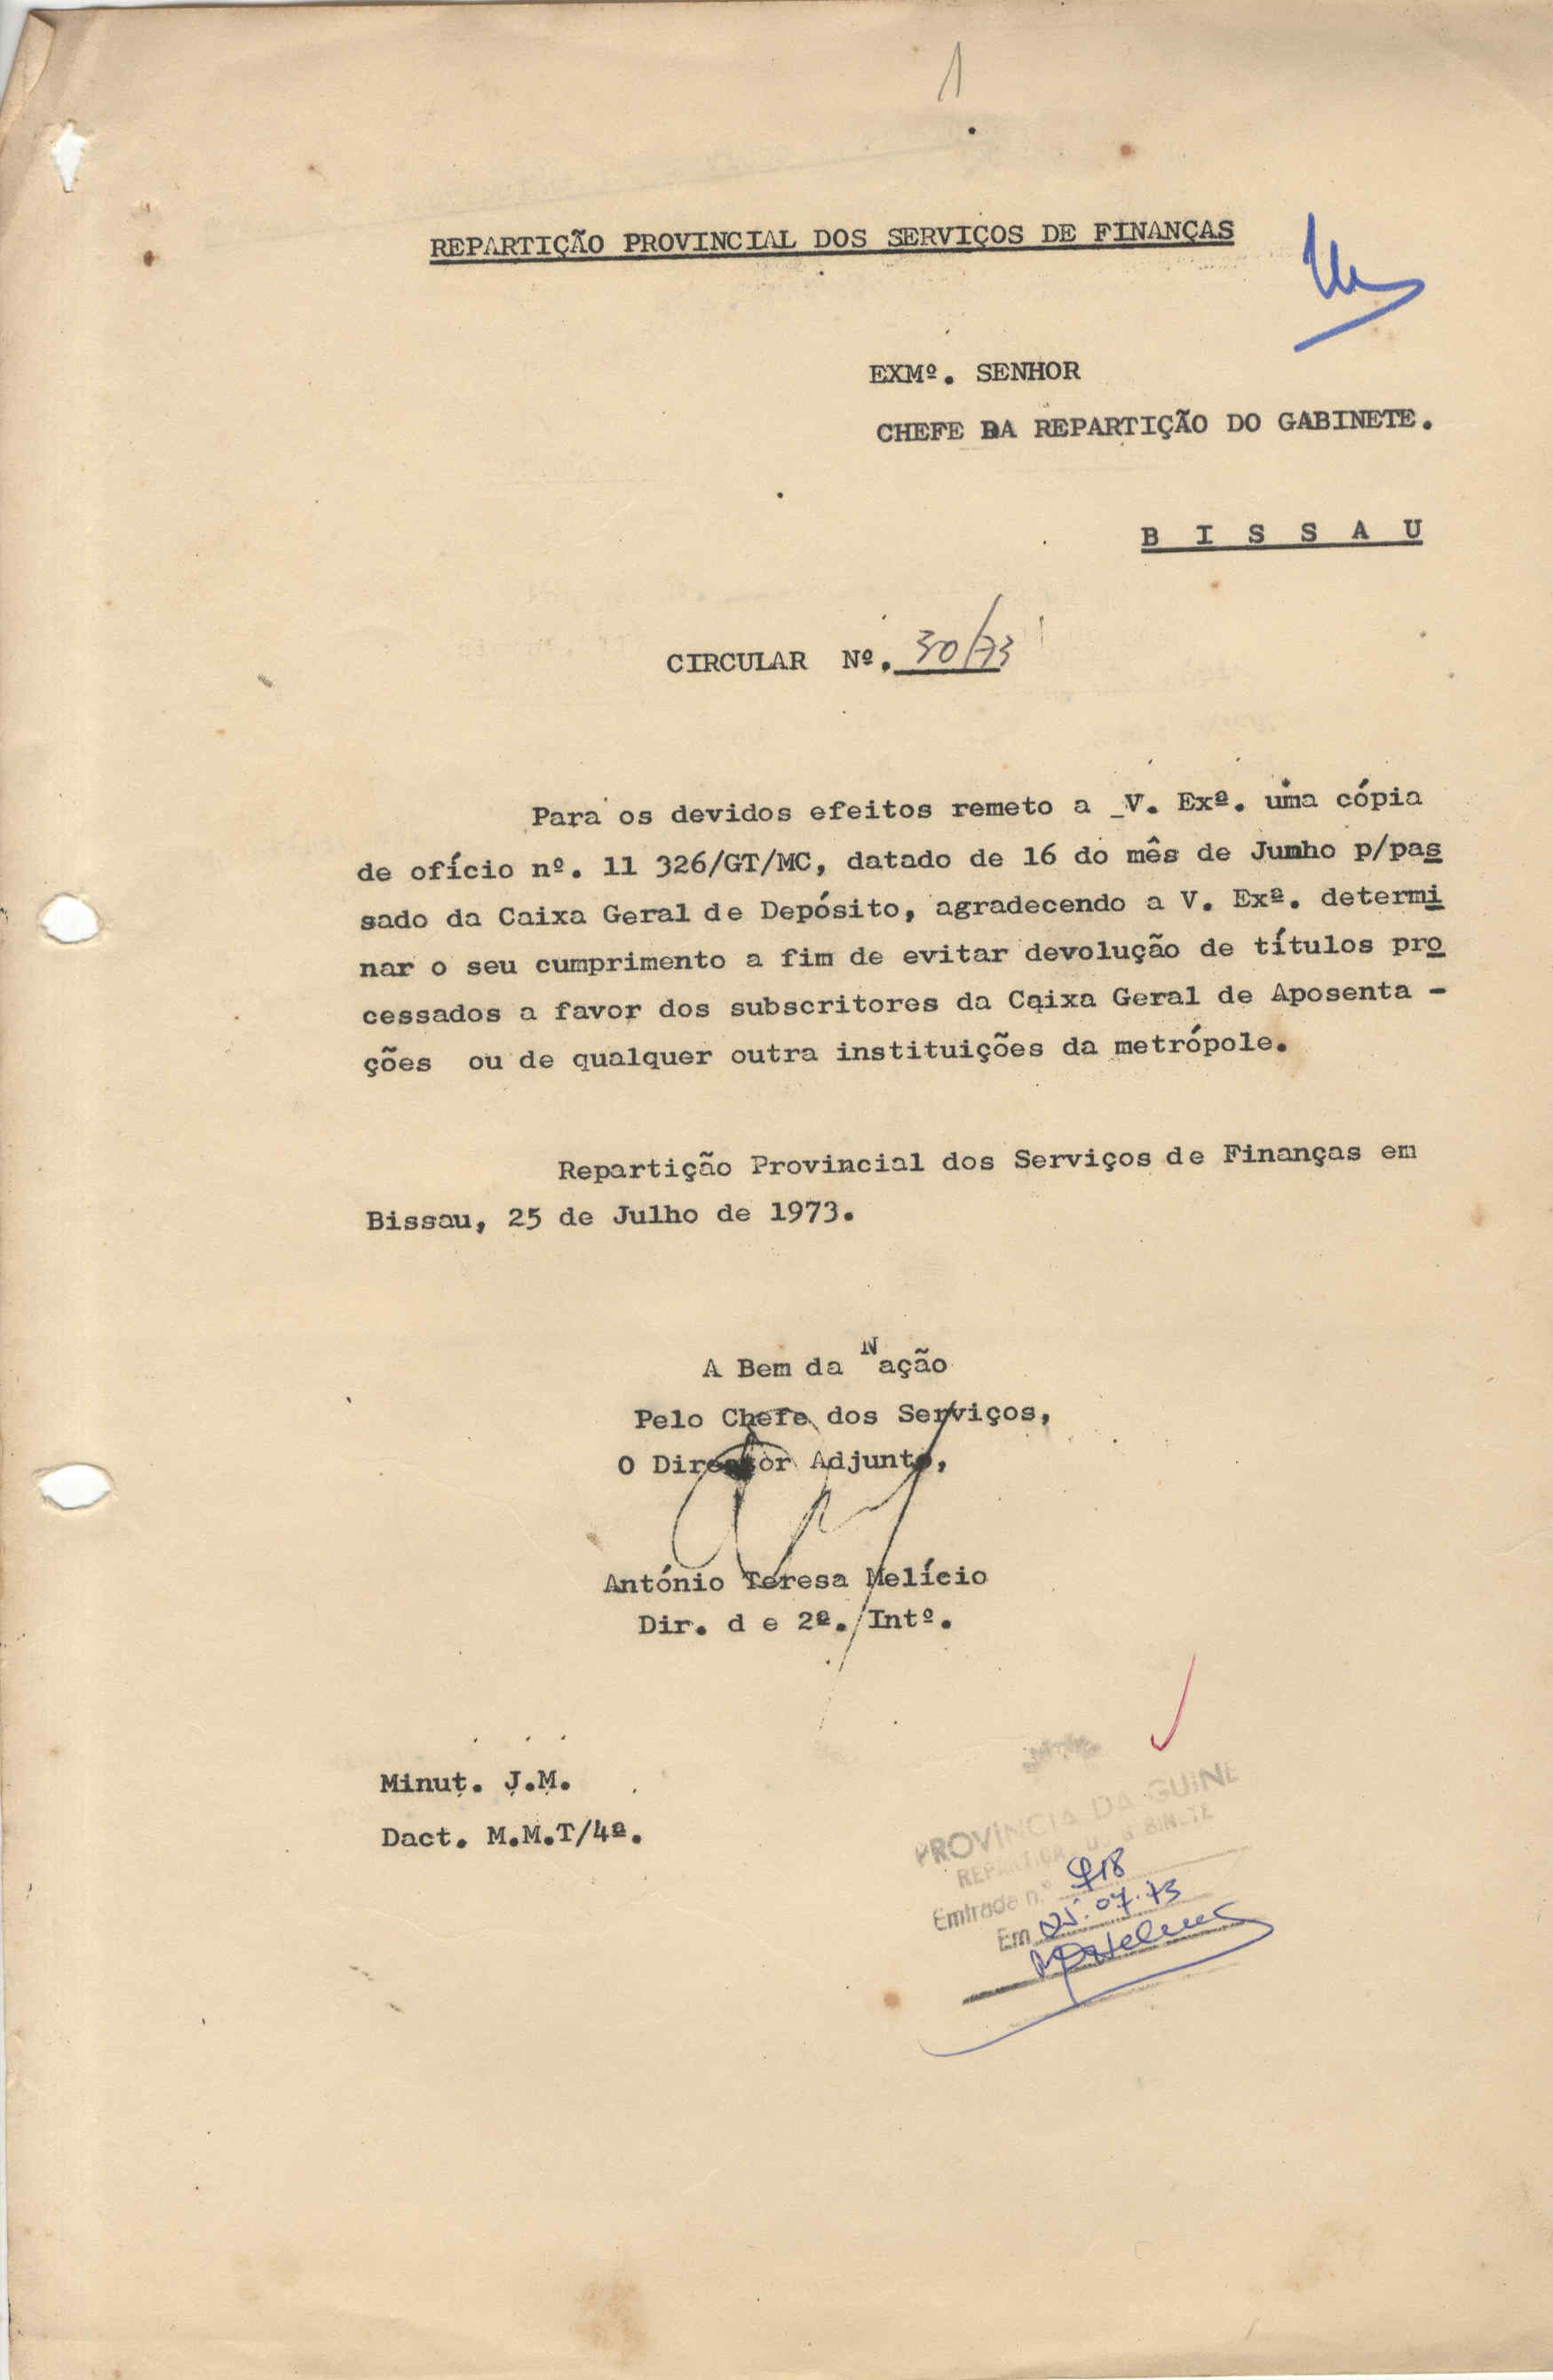 1
REPARTIÇÃO PROVINCIAL DOS SERVIÇOS DE FINANÇAS
EXMº. SENHOR
CHEFE DA REPARTIÇÃO DO GABINETE.
B I S S A U
CIRCULAR Nº. 30/73
Para os devidos efeitos remeto a _V. Exª. uma cópia
de ofício nº. 11 326/GT/MC, datado de 16 do mês de Junho p/pas
sado da Caixa Geral de Depósito, agradecendo a V. Exª. determi
nar o seu cumprimento a fim de evitar devolução de títulos pro
cessados a favor dos subscritores da Caixa Geral de Aposenta -
ções ou de qualquer outra instituições da metrópole.
Repartição Provincial dos Serviços de Finanças em
Bissau, 25 de Julho de 1973.
A Bem da Nação
Pelo Chefe dos Serviços,
O Director Adjunto,
António Teresa Melício
Dir. d e 2ª. Intº.
Minut. J.M.
Dact. M.M.T/4ª.
PROVÍNCIA DA GUINÉ
Entrada n.º
Em 25.07.73